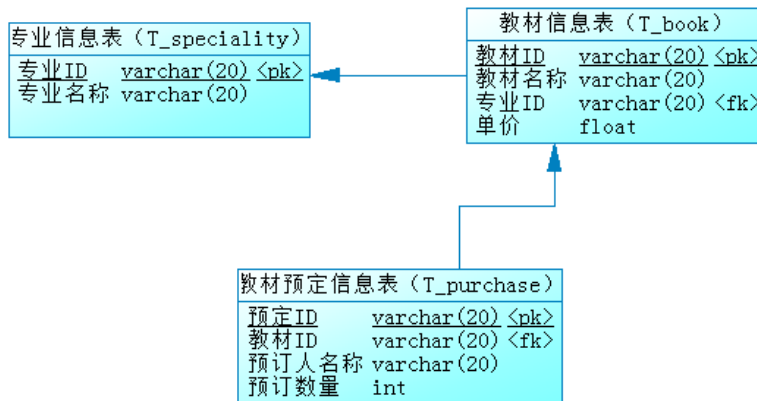 专业信息表（T_speciality）
专业ID varchar(20) <pk>
专业名称 varchar(20)
教材信息表（T_book）
教材ID varchar(20) <pk>
教材名称 varchar(20)
专业ID varchar(20) <fk>
单价 float
教材预定信息表（T_purchase）
预定ID varchar(20) <pk>
教材ID varchar(20) <fk>
预订人名称 varchar(20)
预订数量 int